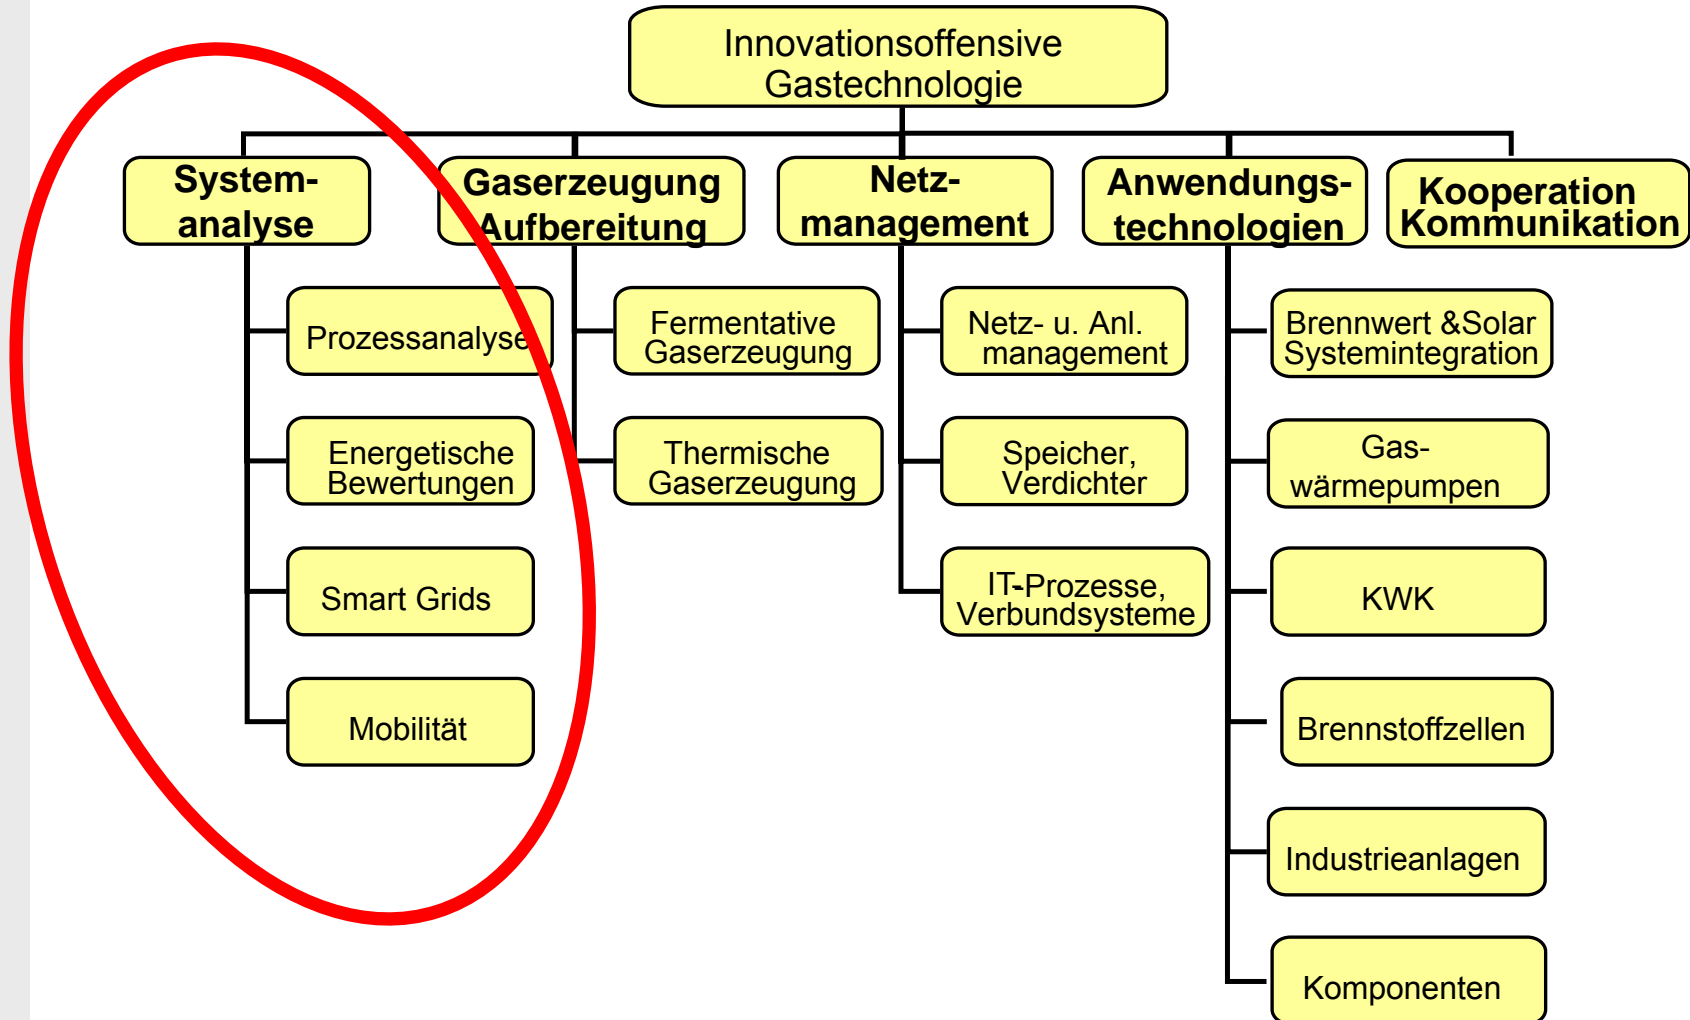 Innovationsoffensive
Gastechnologie
System-
analyse
Gaserzeugung
Aufbereitung
Netz-
management
Anwendungs-
technologien
Kooperation
Kommunikation
Prozessanalyse
Energetische
Bewertungen
Smart Grids
Mobilität
Fermentative
Gaserzeugung
Thermische
Gaserzeugung
Netz- u. Anl.
management
Speicher,
Verdichter
IT-Prozesse,
Verbundsysteme
Brennwert &Solar
Systemintegration
Gas-
wärmepumpen
KWK
Brennstoffzellen
Industrieanlagen
Komponenten